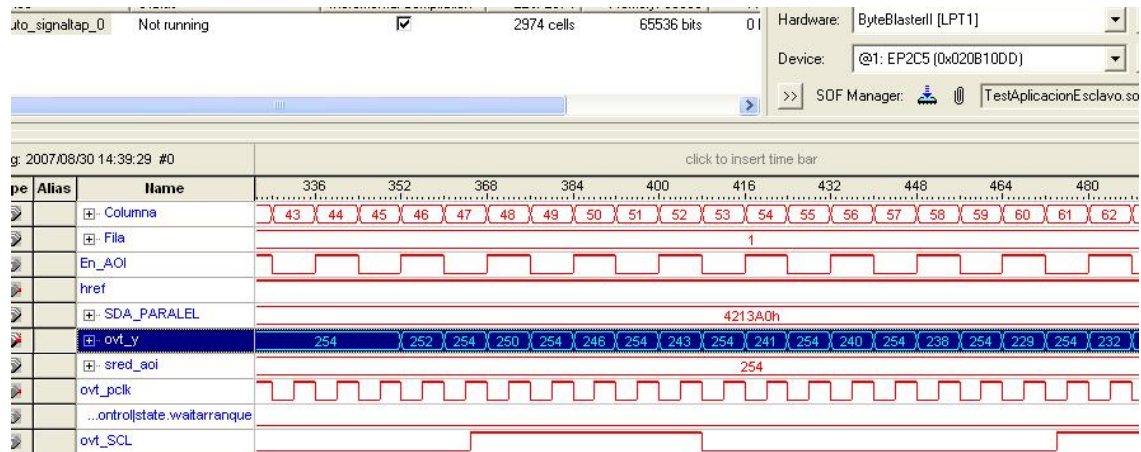 uto_signaltap_0 Not running 2974 cells 65536 bits
Hardware: ByteBlasterII [LPT1]
Device: @1: EP2C5 (0x020B10DD)
>> SOF Manager: TestAplicacionEsclavo.so
g: 2007/08/30 14:39:29 #0 click to insert time bar
pe Alias Name 336 352 368 384 400 416 432 448 464 480
Columna 43 44 45 46 47 48 49 50 51 52 53 54 55 56 57 58 59 60 61 62
Fila 1
En_AOI
href
SDA_PARALEL 4213A0h
ovt_y 254 252 254 250 254 246 254 243 254 241 254 240 254 238 254 229 254 232
sred_aoi 254
ovt_pclk
...ontrol|state.waitarranque
ovt_SCL